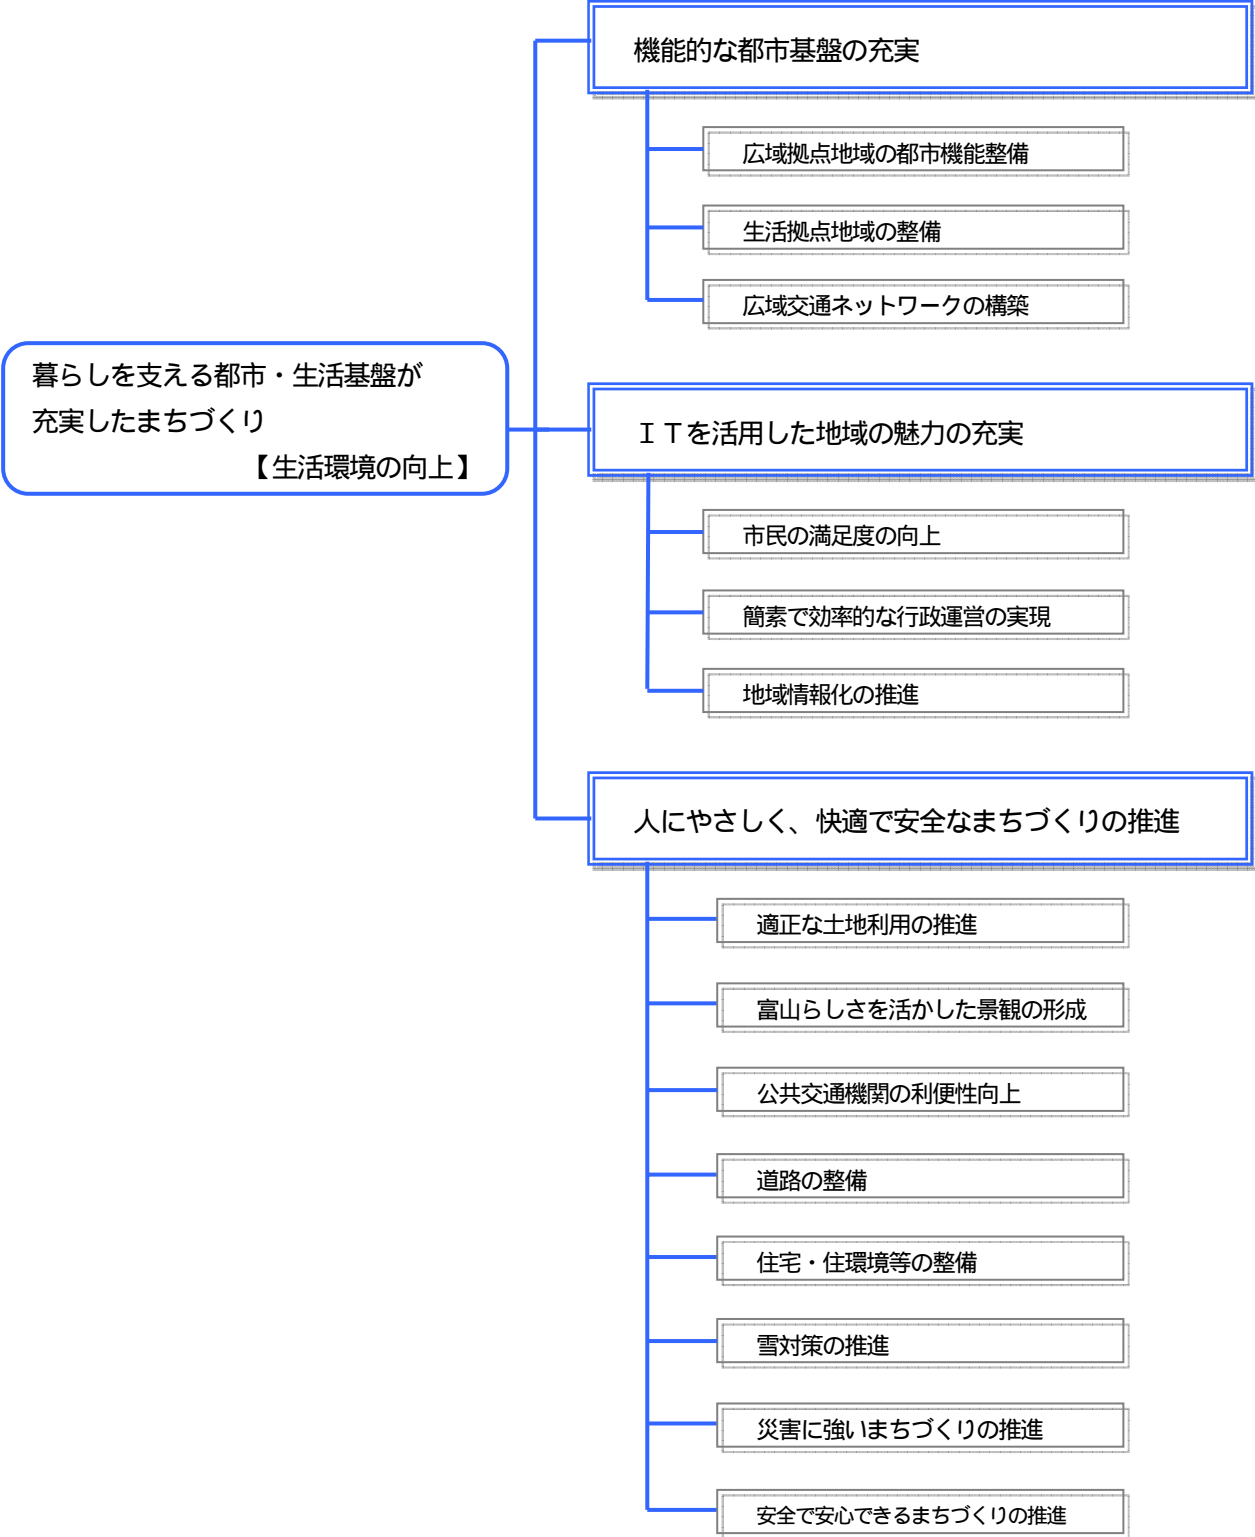 機能的な都市基盤の充実
広域拠点地域の都市機能整備
生活拠点地域の整備
広域交通ネットワークの構築
暮らしを支える都市・生活基盤が
充実したまちづくり
【生活環境の向上】
ＩＴを活用した地域の魅力の充実
市民の満足度の向上
簡素で効率的な行政運営の実現
地域情報化の推進
人にやさしく、快適で安全なまちづくりの推進
適正な土地利用の推進
富山らしさを活かした景観の形成
公共交通機関の利便性向上
道路の整備
住宅・住環境等の整備
雪対策の推進
災害に強いまちづくりの推進
安全で安心できるまちづくりの推進